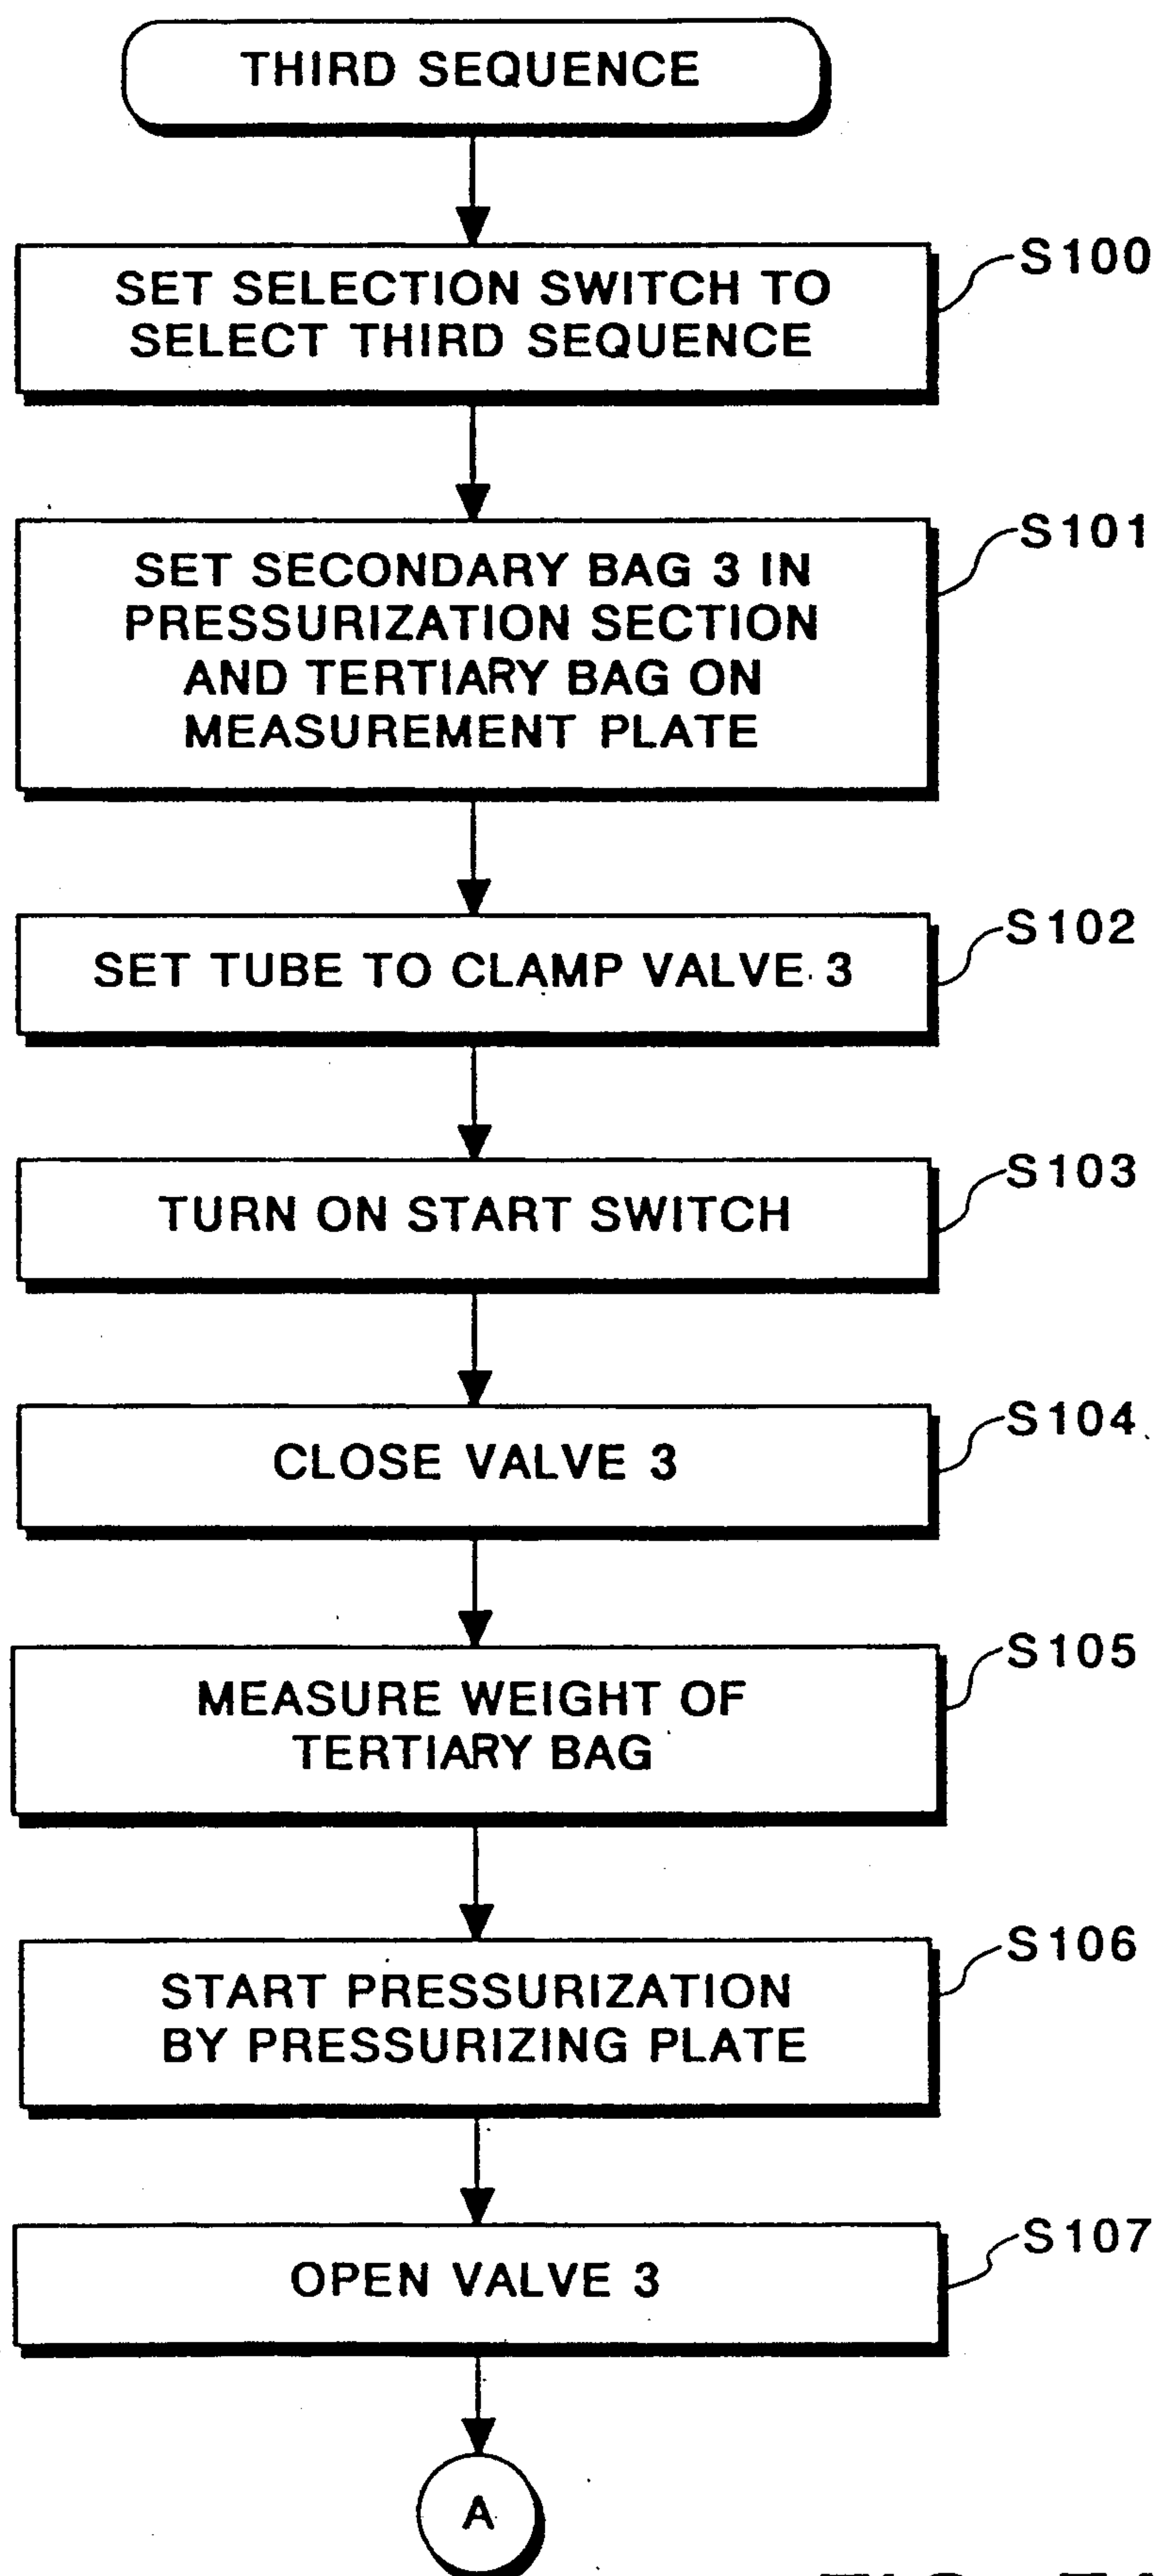 THIRD SEQUENCE
S100
SET SELECTION SWITCH TO
SELECT THIRD SEQUENCE
S101
SET SECONDARY BAG 3 IN
PRESSURIZATION SECTION
AND TERTIARY BAG ON
MEASUREMENT PLATE
S102
SET TUBE TO CLAMP VALVE 3
S103
TURN ON START SWITCH
S104
CLOSE VALVE 3
S105
MEASURE WEIGHT OF
TERTIARY BAG
S106
START PRESSURIZATION
BY PRESSURIZING PLATE
S107
OPEN VALVE 3
A